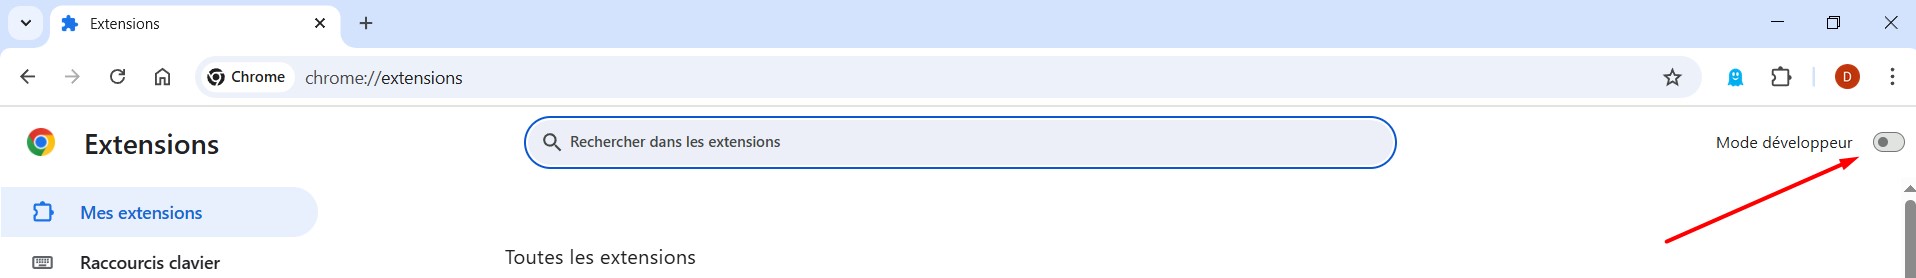 Extensions
Chrome
chrome://extensions
D
Extensions
Rechercher dans les extensions
Mode développeur
Mes extensions
Toutes les extensions
Raccourcis clavier